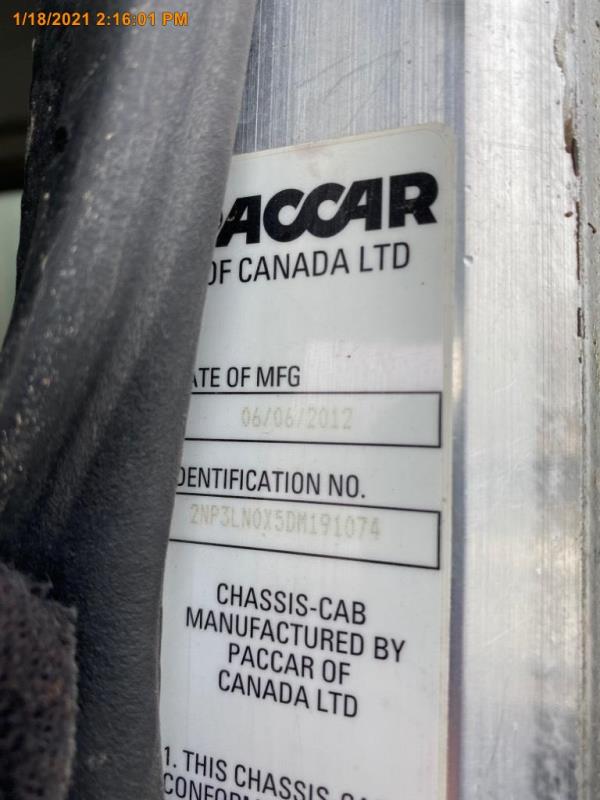 1/18/2021 2:16:01 PM
PACCAR
OF CANADA LTD
ATE OF MFG
06/06/2012
DENTIFICATION NO.
2NP3LN0X5DM191074
CHASSIS-CAB
MANUFACTURED BY
PACCAR OF
CANADA LTD
1. THIS CHASSIS-CA
CONFORM